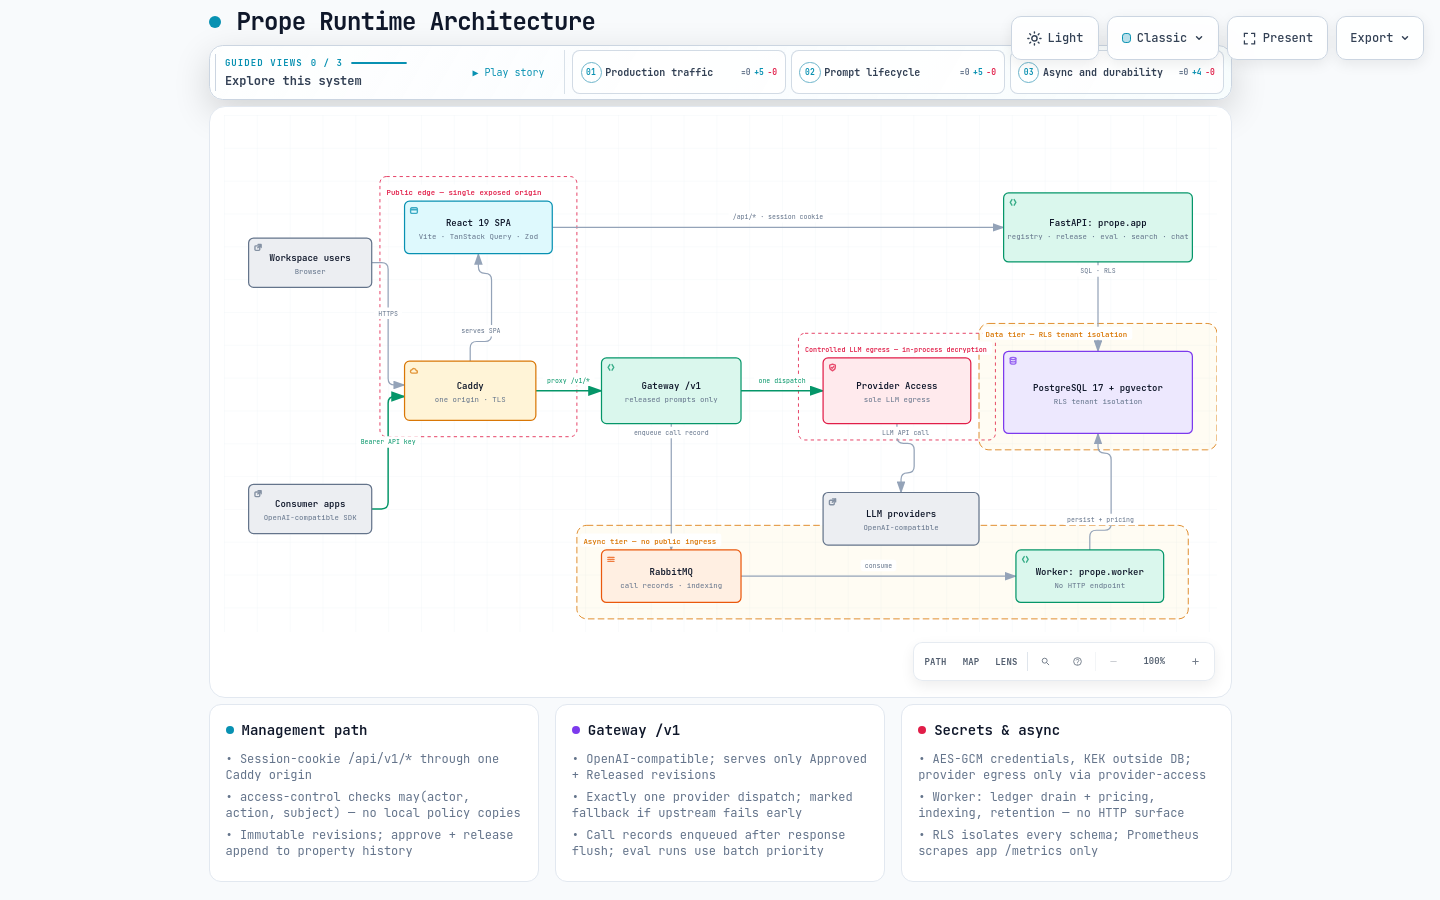 Prope Runtime Architecture
Light
Classic
Present
Export
GUIDED VIEWS 0 / 3
Explore this system
▶ Play story
01 Production traffic =0 +5 -0
02 Prompt lifecycle =0 +5 -0
03 Async and durability =0 +4 -0
Public edge — single exposed origin
React 19 SPA
Vite · TanStack Query · Zod
/api/* · session cookie
FastAPI: prope.app
registry · release · eval · search · chat
Workspace users
Browser
SQL · RLS
HTTPS
serves SPA
Data tier — RLS tenant isolation
Controlled LLM egress — in-process decryption
Caddy
one origin · TLS
proxy /v1/*
Gateway /v1
released prompts only
one dispatch
Provider Access
sole LLM egress
PostgreSQL 17 + pgvector
RLS tenant isolation
Bearer API key
enqueue call record
LLM API call
Consumer apps
OpenAI-compatible SDK
LLM providers
OpenAI-compatible
persist + pricing
Async tier — no public ingress
RabbitMQ
call records · indexing
consume
Worker: prope.worker
No HTTP endpoint
PATH MAP LENS − 100% +
Management path
• Session-cookie /api/v1/* through one
Caddy origin
• access-control checks may(actor,
action, subject) — no local policy copies
• Immutable revisions; approve + release
append to property history
Gateway /v1
• OpenAI-compatible; serves only Approved
+ Released revisions
• Exactly one provider dispatch; marked
fallback if upstream fails early
• Call records enqueued after response
flush; eval runs use batch priority
Secrets & async
• AES-GCM credentials, KEK outside DB;
provider egress only via provider-access
• Worker: ledger drain + pricing,
indexing, retention — no HTTP surface
• RLS isolates every schema; Prometheus
scrapes app /metrics only